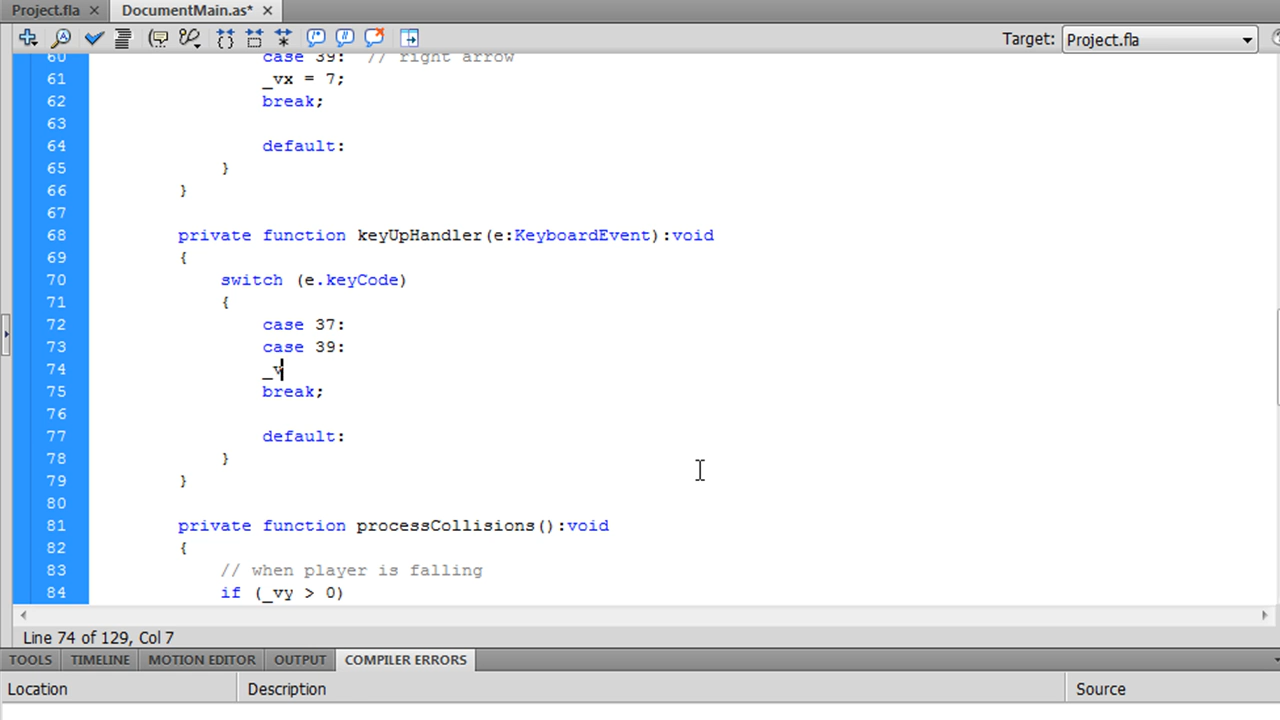 Project.fla × DocumentMain.as* ×
Target: Project.fla
60 case 39: // right arrow
61 _vx = 7;
62 break;
63
64 default:
65 }
66 }
67
68 private function keyUpHandler(e:KeyboardEvent):void
69 {
70 switch (e.keyCode)
71 {
72 case 37:
73 case 39:
74 _v
75 break;
76
77 default:
78 }
79 }
80
81 private function processCollisions():void
82 {
83 // when player is falling
84 if (_vy > 0)
Line 74 of 129, Col 7
TOOLS TIMELINE MOTION EDITOR OUTPUT COMPILER ERRORS
Location Description Source